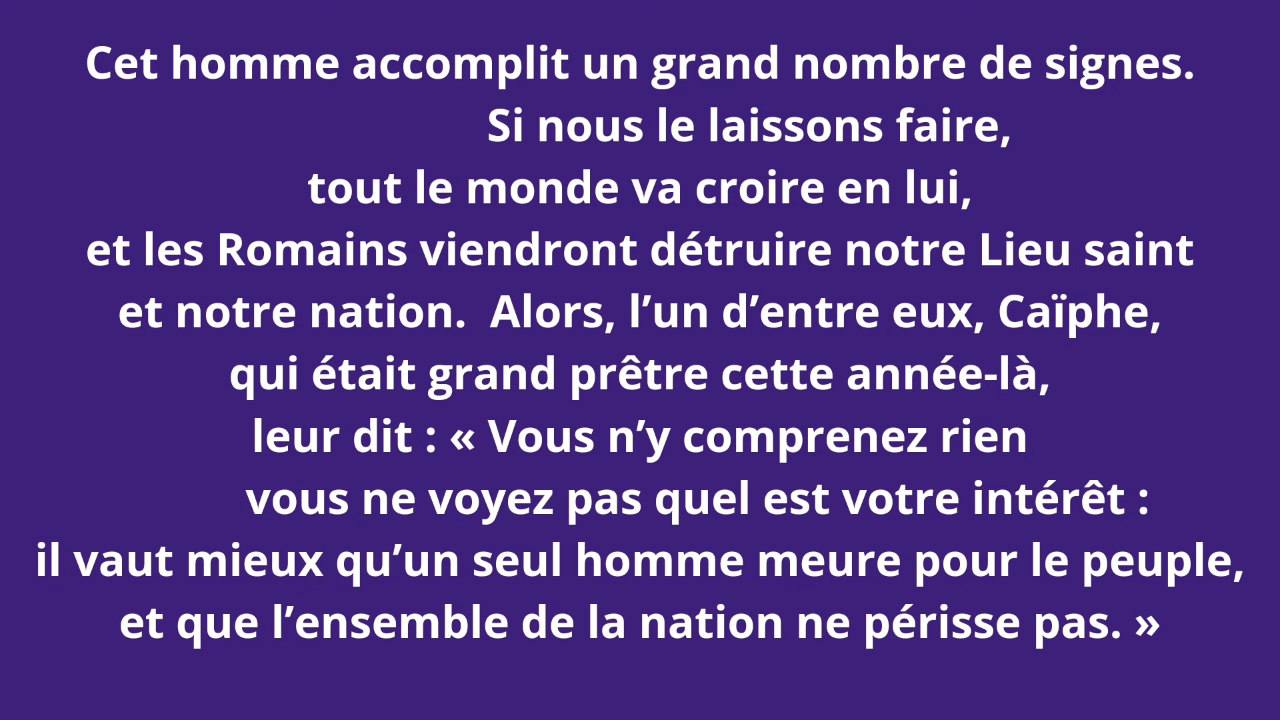 Cet homme accomplit un grand nombre de signes.
Si nous le laissons faire,
tout le monde va croire en lui,
et les Romains viendront détruire notre Lieu saint
et notre nation.  Alors, l’un d’entre eux, Caïphe,
qui était grand prêtre cette année-là,
leur dit : « Vous n’y comprenez rien
vous ne voyez pas quel est votre intérêt :
il vaut mieux qu’un seul homme meure pour le peuple,
et que l’ensemble de la nation ne périsse pas. »